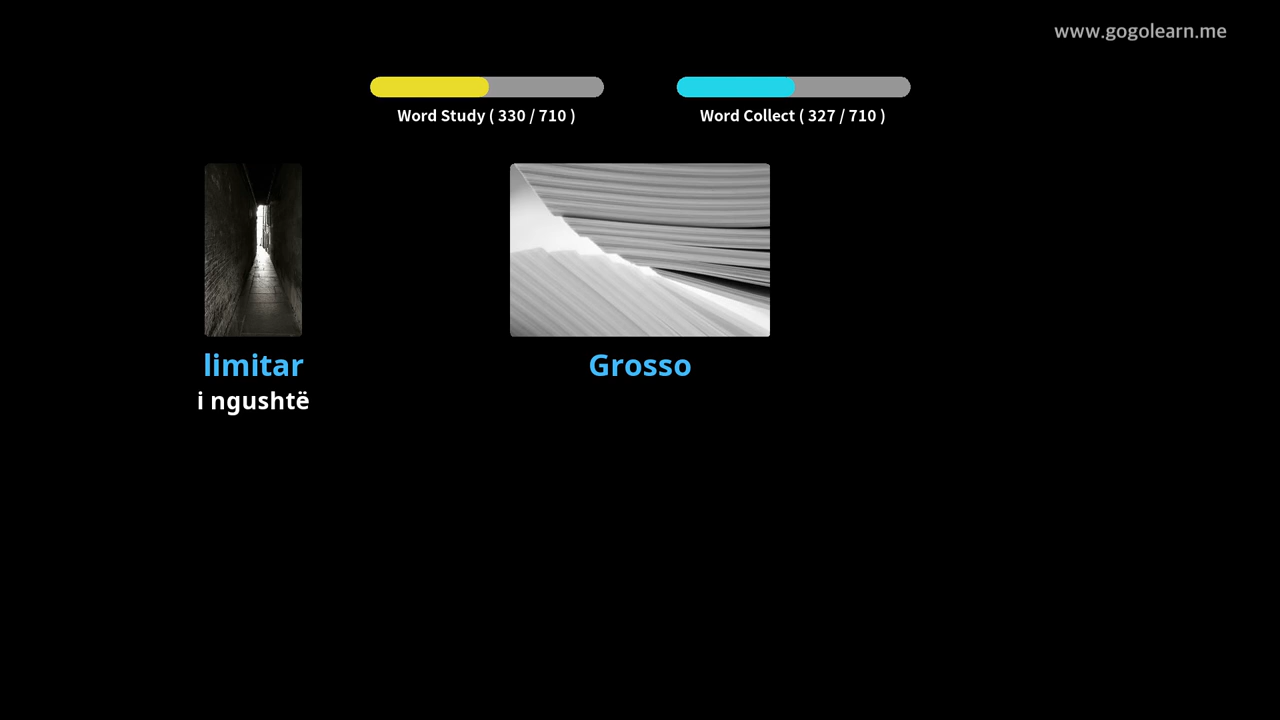 www.gogolearn.me
Word Study ( 330 / 710 )
Word Collect ( 327 / 710 )
limitar
i ngushtë
Grosso